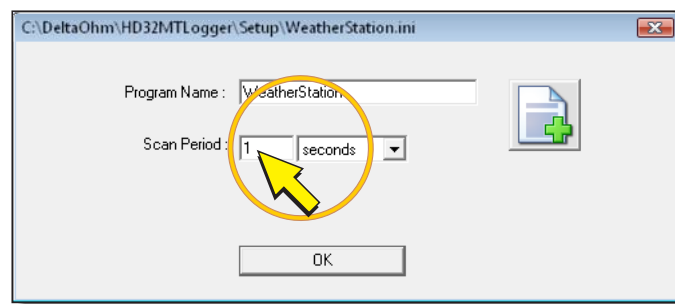 C:\DeltaOhm\HD32MTLogger\Setup\WeatherStation.ini
Program Name : WeatherStation
Scan Period : 1 seconds
OK